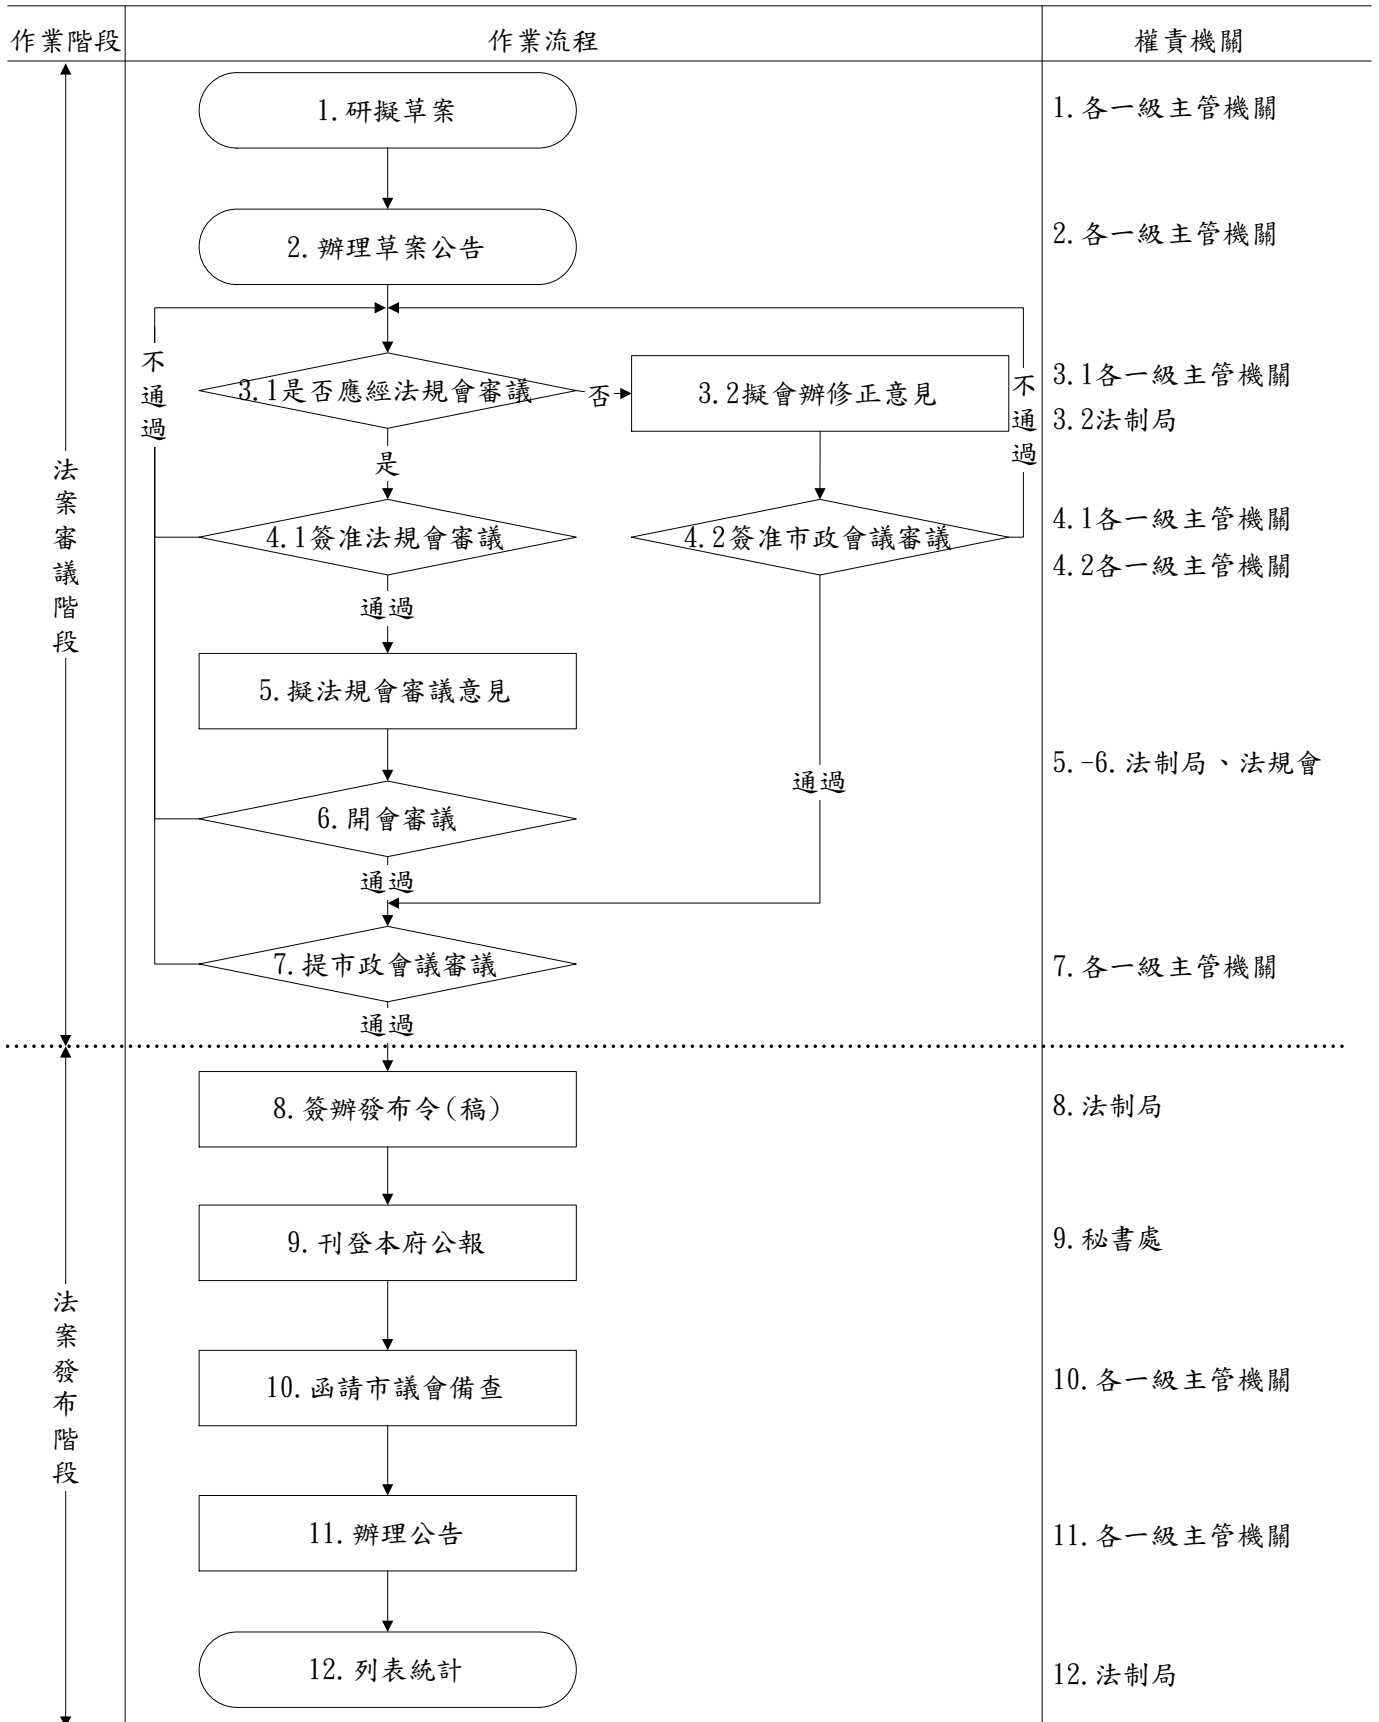 作業階段
作業流程
權責機關
1.研擬草案
1.各一級主管機關
2.辦理草案公告
2.各一級主管機關
不通過
3.1是否應經法規會審議
否
3.2擬會辦修正意見
不通過
3.1各一級主管機關
3.2法制局
是
法案審議階段
4.1簽准法規會審議
4.2簽准市政會議審議
4.1各一級主管機關
4.2各一級主管機關
通過
5.擬法規會審議意見
通過
5.-6.法制局、法規會
6.開會審議
通過
7.提市政會議審議
7.各一級主管機關
通過
8.簽辦發布令(稿)
8.法制局
9.刊登本府公報
9.秘書處
法案發布階段
10.函請市議會備查
10.各一級主管機關
11.辦理公告
11.各一級主管機關
12.列表統計
12.法制局